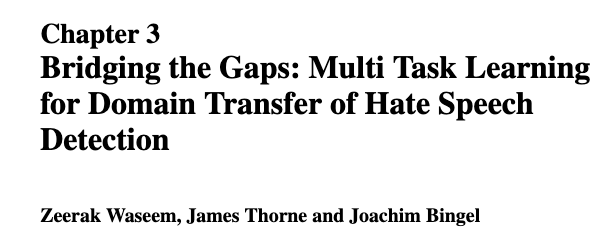 Chapter 3
Bridging the Gaps: Multi Task Learning
for Domain Transfer of Hate Speech
Detection
Zeerak Waseem, James Thorne and Joachim Bingel